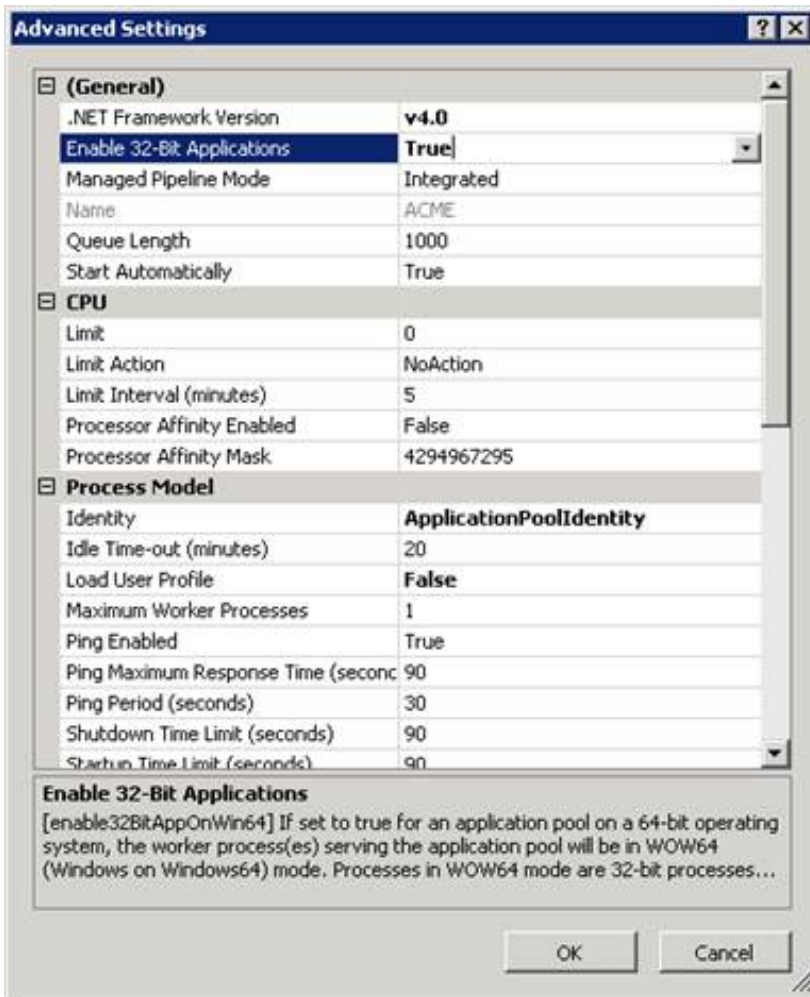 Advanced Settings
(General)
.NET Framework Version v4.0
Enable 32-Bit Applications True
Managed Pipeline Mode Integrated
Name ACME
Queue Length 1000
Start Automatically True
CPU
Limit 0
Limit Action NoAction
Limit Interval (minutes) 5
Processor Affinity Enabled False
Processor Affinity Mask 4294967295
Process Model
Identity ApplicationPoolIdentity
Idle Time-out (minutes) 20
Load User Profile False
Maximum Worker Processes 1
Ping Enabled True
Ping Maximum Response Time (secon 90
Ping Period (seconds) 30
Shutdown Time Limit (seconds) 90
Startup Time Limit (seconds) 90
Enable 32-Bit Applications
[enable32BitAppOnWin64] If set to true for an application pool on a 64-bit operating
system, the worker process(es) serving the application pool will be in WOW64
(Windows on Windows64) mode. Processes in WOW64 mode are 32-bit processes...
OK Cancel